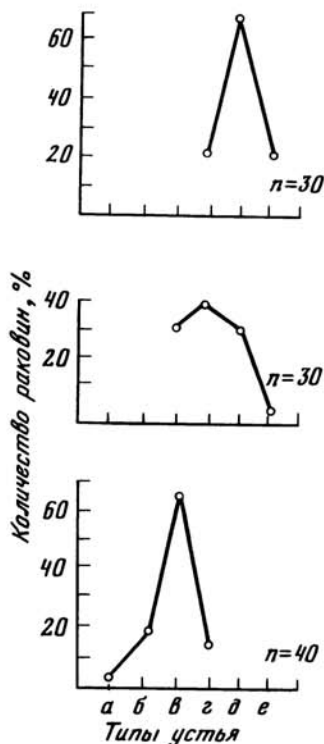 60
40
20
n=30
40
20
n=30
Количество раковин, %
60
40
20
n=40
а б в г д е
Типы устья